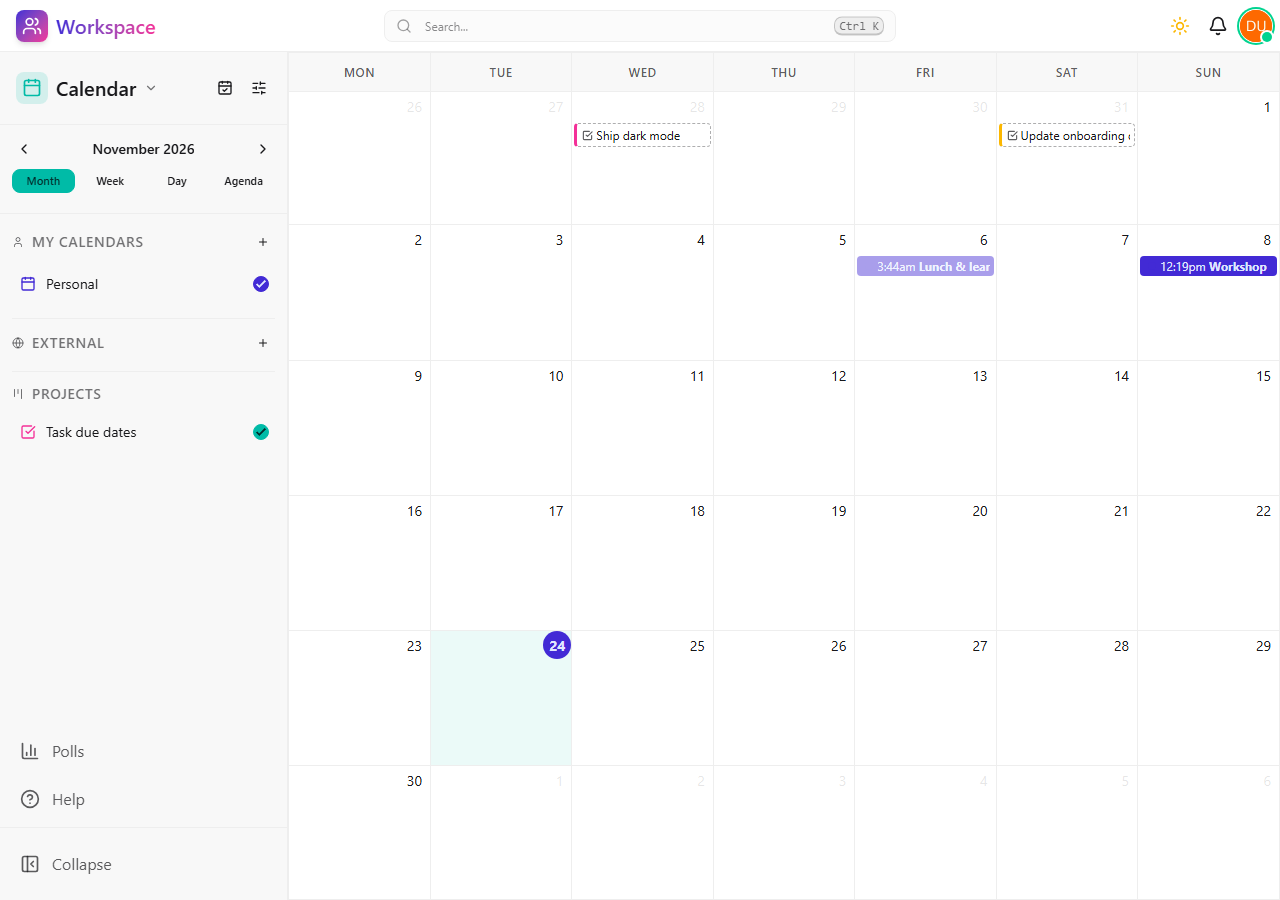 Workspace
Search...
Ctrl K
DU
Calendar
November 2026
Month Week Day Agenda
MY CALENDARS
Personal
EXTERNAL
PROJECTS
Task due dates
Polls
Help
Collapse
MON TUE WED THU FRI SAT SUN
26 27 28 29 30 31 1
Ship dark mode
Update onboarding
2 3 4 5 6 7 8
3:44am Lunch & lear
12:19pm Workshop
9 10 11 12 13 14 15
16 17 18 19 20 21 22
23 24 25 26 27 28 29
30 1 2 3 4 5 6